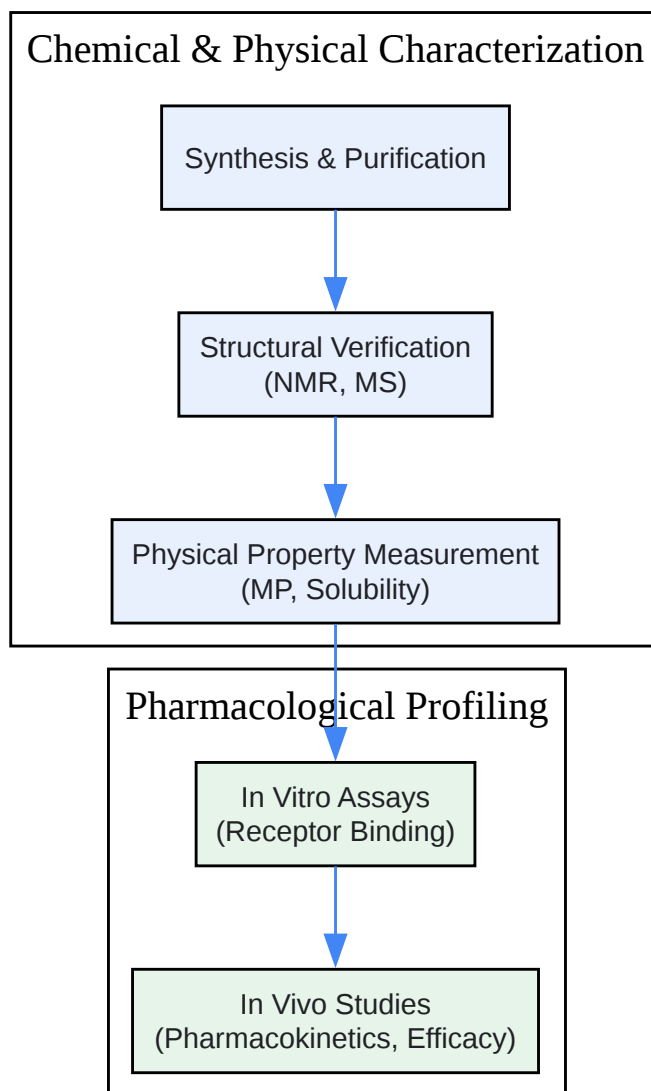 Chemical & Physical Characterization
Synthesis & Purification
Structural Verification
(NMR, MS)
Physical Property Measurement
(MP, Solubility)
Pharmacological Profiling
In Vitro Assays
(Receptor Binding)
In Vivo Studies
(Pharmacokinetics, Efficacy)